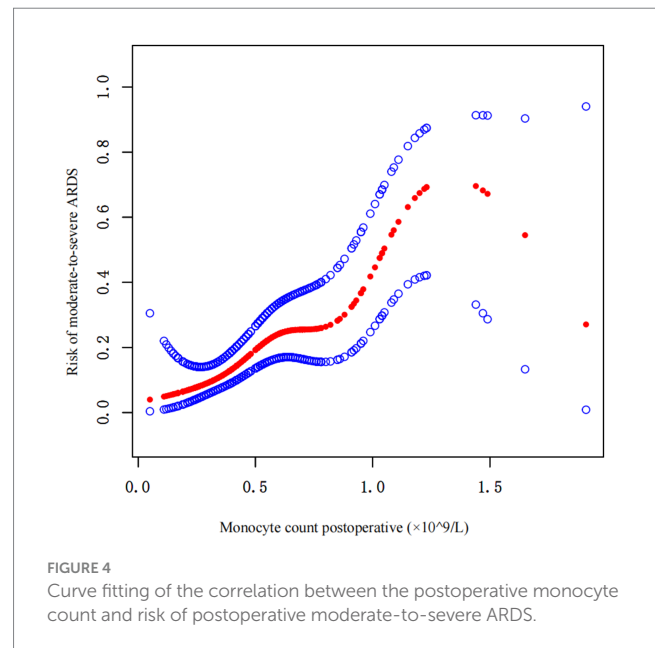 1.0
0.8
0.6
0.4
0.2
0.0
Risk of moderate-to-severe ARDS
0.0 0.5 1.0 1.5
Monocyte count postoperative (×10^9/L)
FIGURE 4
Curve fitting of the correlation between the postoperative monocyte
count and risk of postoperative moderate-to-severe ARDS.